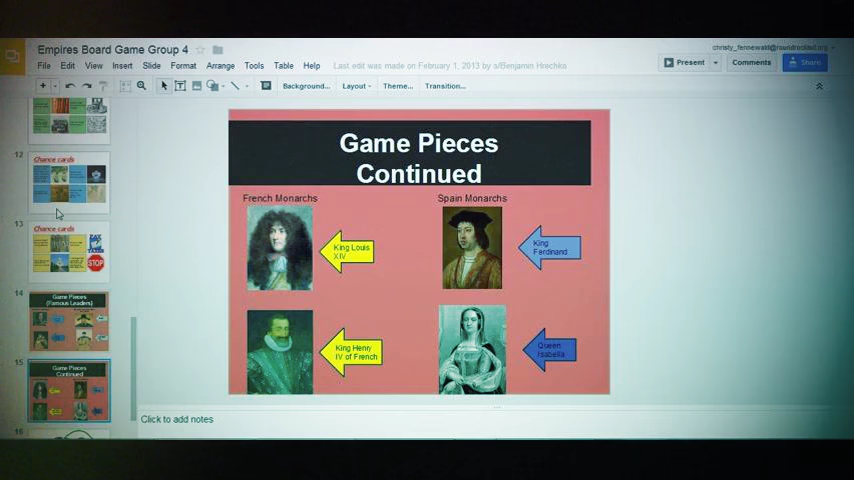 Empires Board Game Group 4
christy_fennewald@roundrockisd.org
File Edit View Insert Slide Format Arrange Tools Table Help Last edit was made on February 1, 2013 by s/Benjamin Hrechko
Present Comments Share
Background... Layout Theme... Transition...
12
Chance cards
13
Chance cards
STOP
14
Game Pieces
(Famous Leaders)
15
Game Pieces
Continued
16
Game Pieces
Continued
French Monarchs Spain Monarchs
King Louis
XIV
King
Ferdinand
King Henry
IV of French
Queen
Isabella
Click to add notes